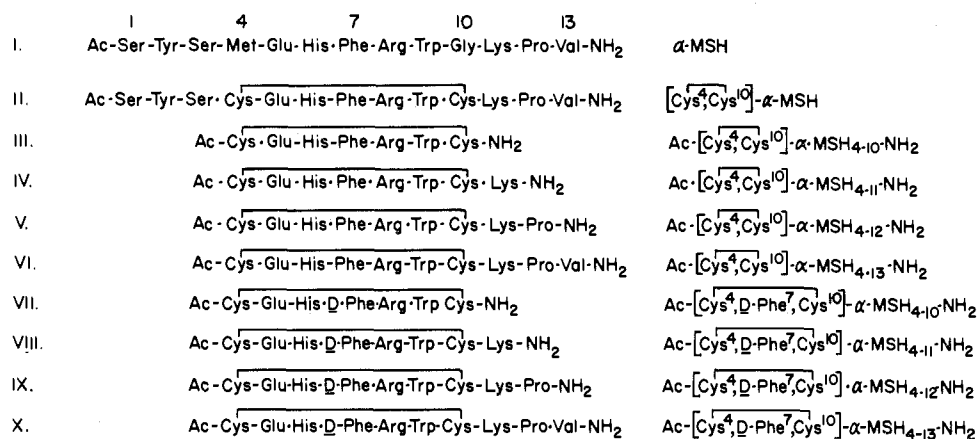 1 4 7 10 13
I. Ac-Ser-Tyr-Ser-Met-Glu-His-Phe-Arg-Trp-Gly-Lys-Pro-Val-NH2 α-MSH
II. Ac-Ser-Tyr-Ser-Cys-Glu-His-Phe-Arg-Trp-Cys-Lys-Pro-Val-NH2 [Cys4,Cys10]-α-MSH
III. Ac-Cys-Glu-His-Phe-Arg-Trp-Cys-NH2 Ac-[Cys4,Cys10]-α-MSH4-10-NH2
IV. Ac-Cys-Glu-His-Phe-Arg-Trp-Cys-Lys-NH2 Ac-[Cys4,Cys10]-α-MSH4-11-NH2
V. Ac-Cys-Glu-His-Phe-Arg-Trp-Cys-Lys-Pro-NH2 Ac-[Cys4,Cys10]-α-MSH4-12-NH2
VI. Ac-Cys-Glu-His-Phe-Arg-Trp-Cys-Lys-Pro-Val-NH2 Ac-[Cys4,Cys10]-α-MSH4-13-NH2
VII. Ac-Cys-Glu-His-D-Phe-Arg-Trp Cys-NH2 Ac-[Cys4,D-Phe7,Cys10]-α-MSH4-10-NH2
VIII. Ac-Cys-Glu-His-D-Phe-Arg-Trp-Cys-Lys-NH2 Ac-[Cys4,D-Phe7,Cys10]-α-MSH4-11-NH2
IX. Ac-Cys-Glu-His-D-Phe-Arg-Trp-Cys-Lys-Pro-NH2 Ac-[Cys4,D-Phe7,Cys10]-α-MSH4-12-NH2
X. Ac-Cys-Glu-His-D-Phe-Arg-Trp-Cys-Lys-Pro-Val-NH2 Ac-[Cys4,D-Phe7,Cys10]-α-MSH4-13-NH2